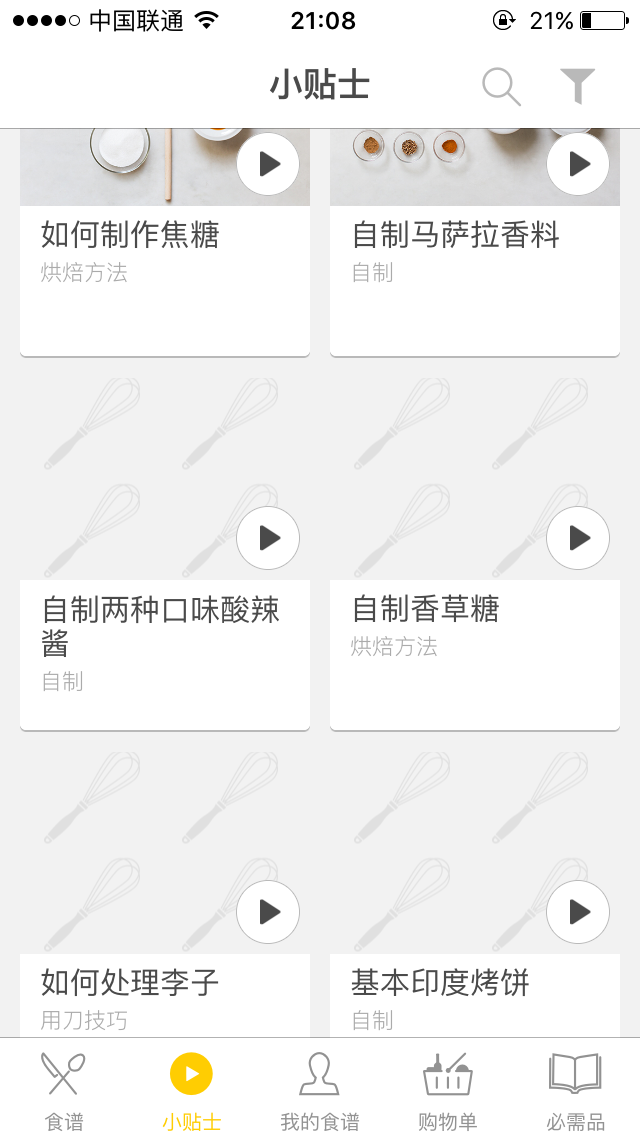 中国联通 21:08 21%
小贴士
如何制作焦糖
烘焙方法
自制马萨拉香料
自制
自制两种口味酸辣
酱
自制
自制香草糖
烘焙方法
如何处理李子
用刀技巧
基本印度烤饼
自制
食谱 小贴士 我的食谱 购物单 必需品